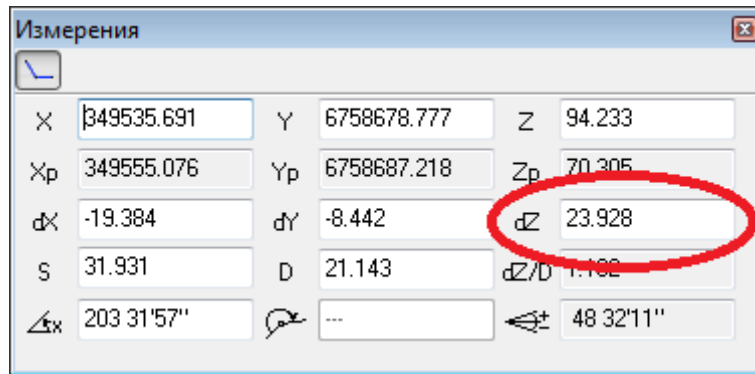 Измерения
X 349535.691 Y 6758678.777 Z 94.233
Xp 349555.076 Yp 6758687.218 Zp 70.305
dX -19.384 dY -8.442 dZ 23.928
S 31.931 D 21.143 dZ/D
x 203 31'57" --- ± 48 32'11"